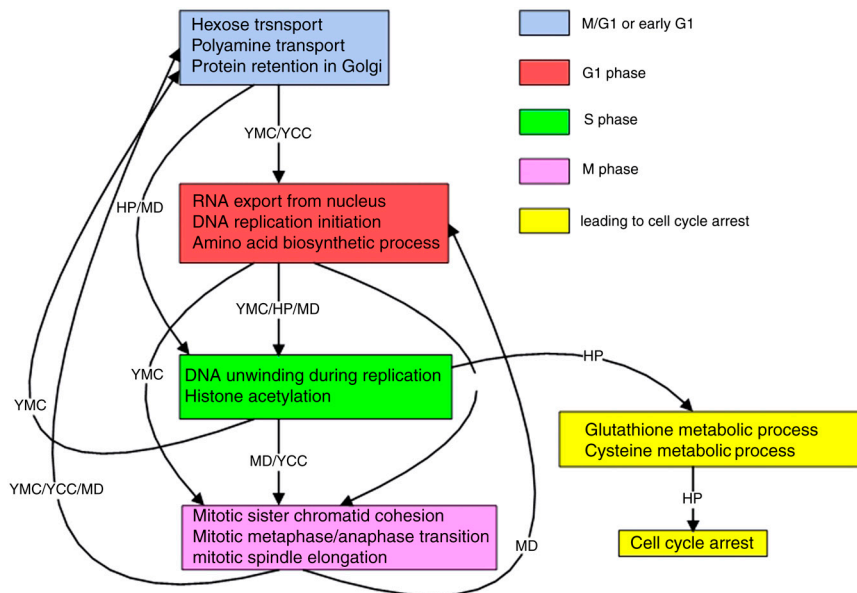 Hexose trsnsport
Polyamine transport
Protein retention in Golgi
M/G1 or early G1
G1 phase
S phase
M phase
leading to cell cycle arrest
YMC/YCC
HP/MD
RNA export from nucleus
DNA replication initiation
Amino acid biosynthetic process
YMC/HP/MD
YMC
HP
DNA unwinding during replication
Histone acetylation
YMC
Glutathione metabolic process
Cysteine metabolic process
MD/YCC
YMC/YCC/MD
HP
Mitotic sister chromatid cohesion
Mitotic metaphase/anaphase transition
mitotic spindle elongation
MD
Cell cycle arrest